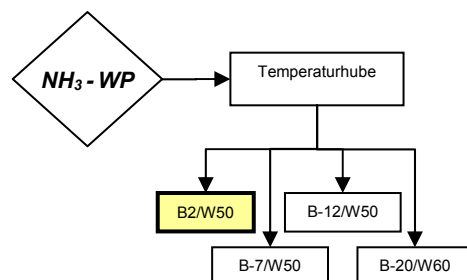 NH₃ - WP
Temperaturhube
B2/W50
B-12/W50
B-7/W50
B-20/W60